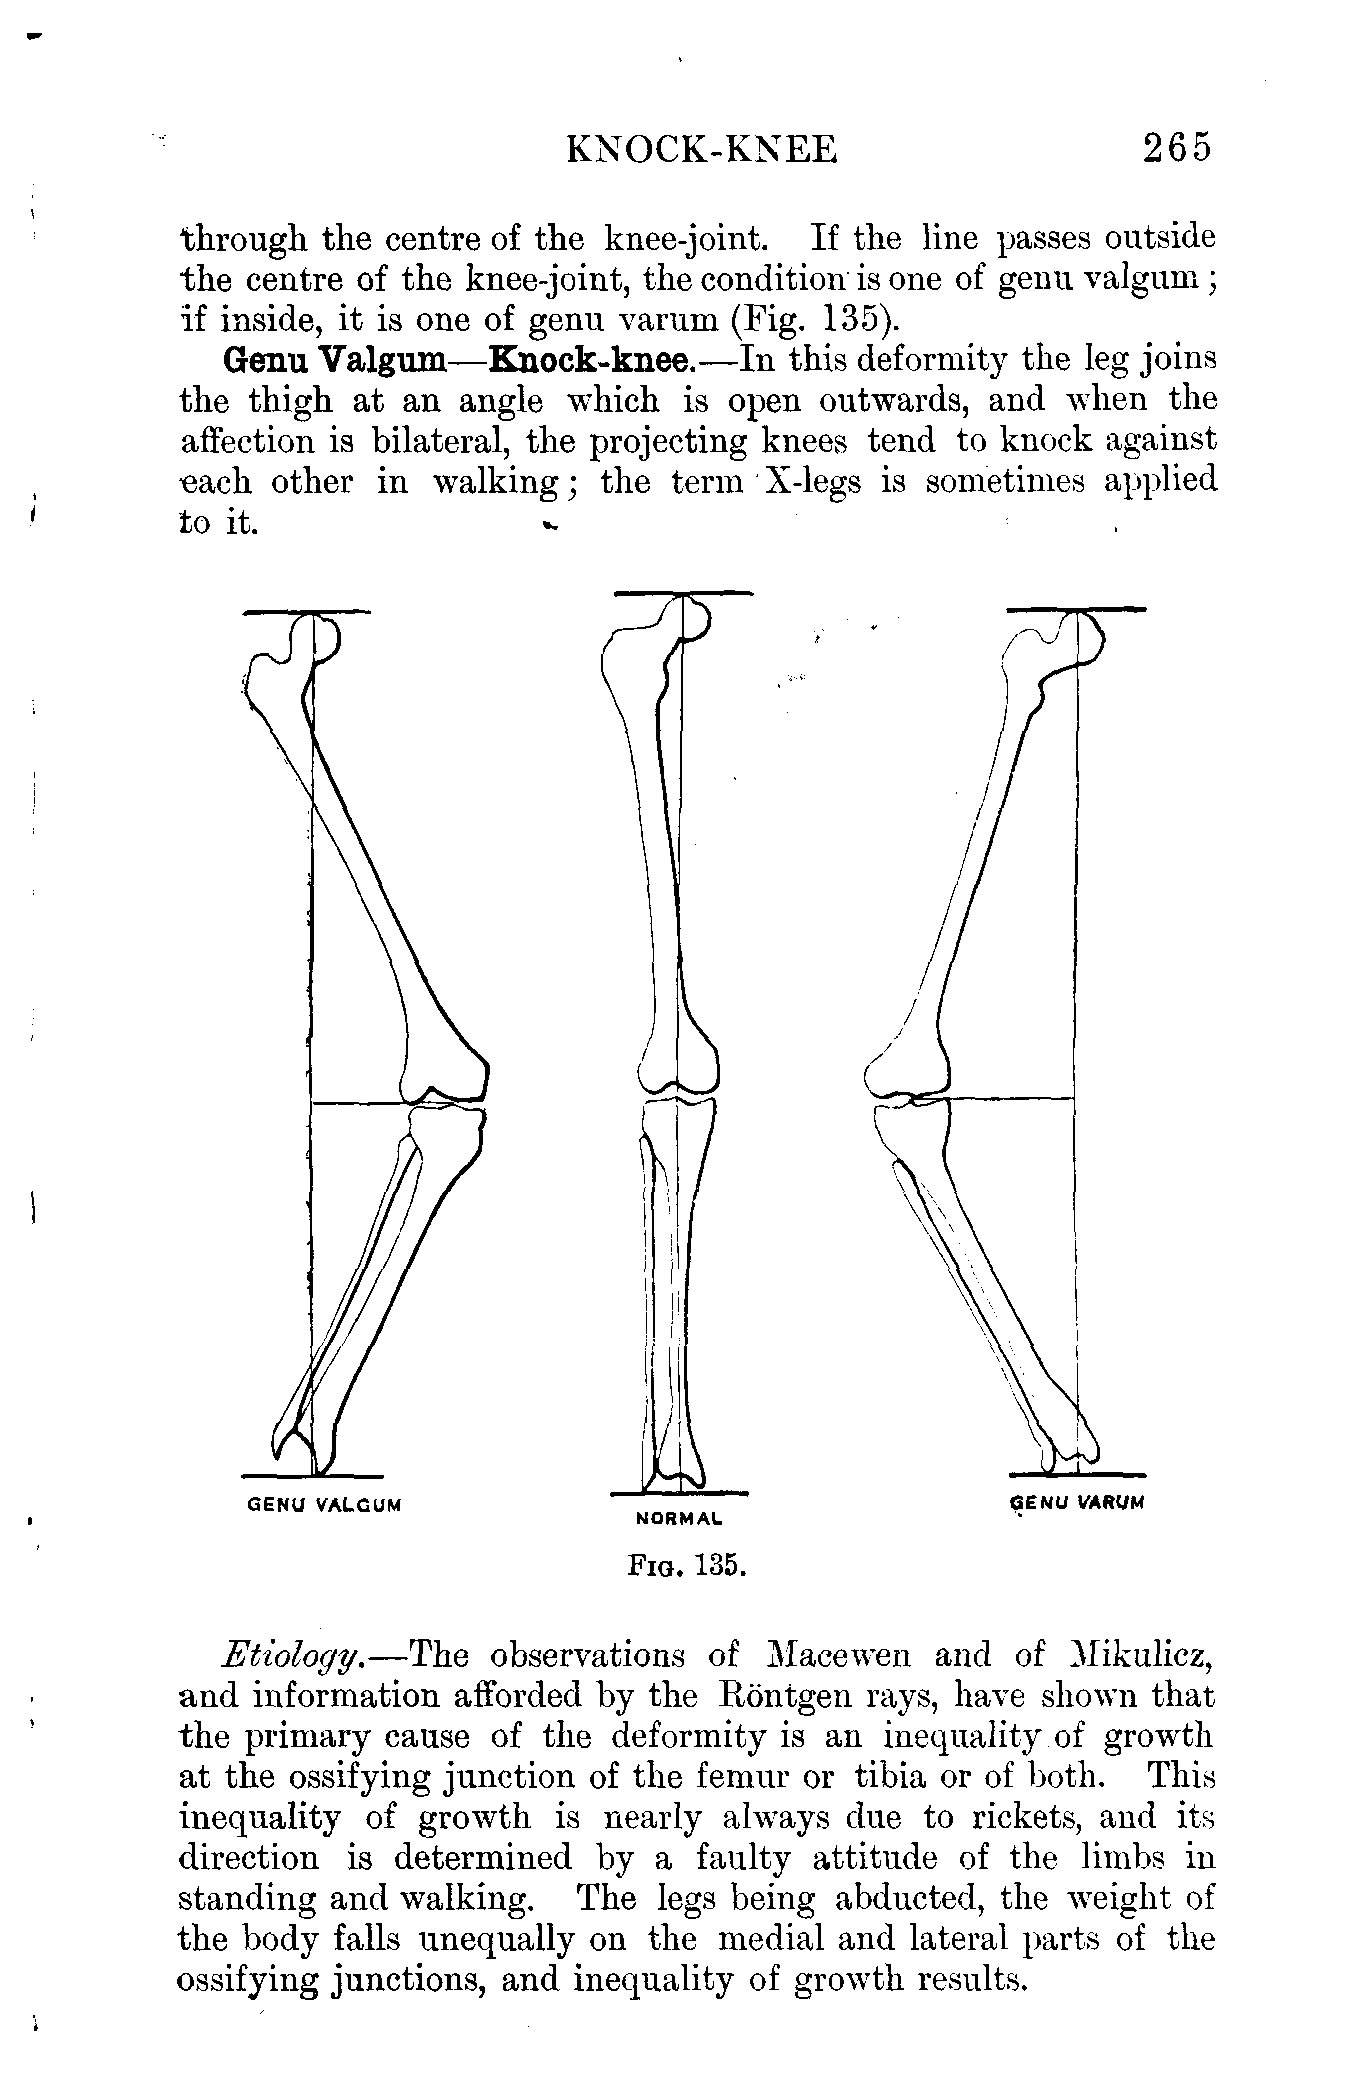 KNOCK-KNEE 265
through the centre of the knee-joint. If the line passes outside
the centre of the knee-joint, the condition is one of genu valgum;
if inside, it is one of genu varum (Fig. 135).
Genu Valgum—Knock-knee.—In this deformity the leg joins
the thigh at an angle which is open outwards, and when the
affection is bilateral, the projecting knees tend to knock against
each other in walking; the term X-legs is sometimes applied
to it.
GENU VALGUM
NORMAL
GENU VARUM
FIG. 135.
Etiology.—The observations of Macewen and of Mikulicz,
and information afforded by the Röntgen rays, have shown that
the primary cause of the deformity is an inequality of growth
at the ossifying junction of the femur or tibia or of both. This
inequality of growth is nearly always due to rickets, and its
direction is determined by a faulty attitude of the limbs in
standing and walking. The legs being abducted, the weight of
the body falls unequally on the medial and lateral parts of the
ossifying junctions, and inequality of growth results.